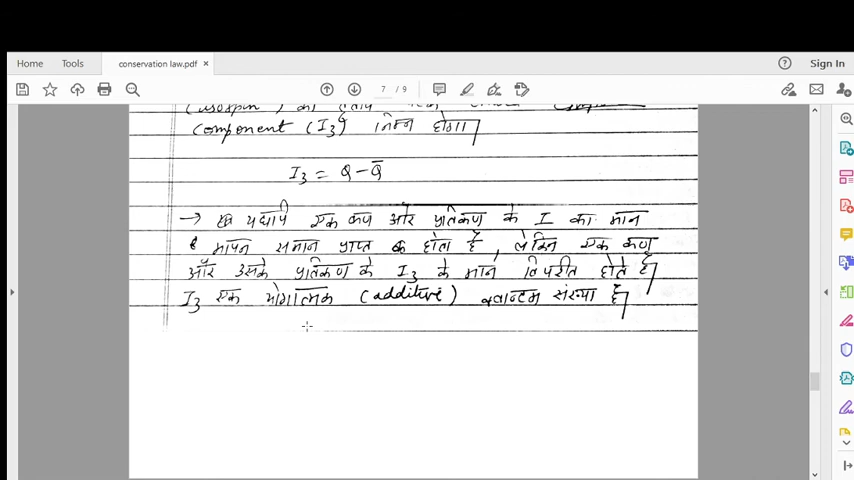 Home Tools conservation law.pdf × Sign In
7 / 9
(isospin) का
component (I3) निम्न होगा।
I3 = Q - Q̅
→ यद्यपी एक कण और प्रतिकण के I का मान
मापन समान प्राप्त होता है, लेकिन एक कण
और उसके प्रतिकण के I3 के मान विपरीत होते है।
I3 एक योगात्मक (additive) क्वान्टम संख्या है।